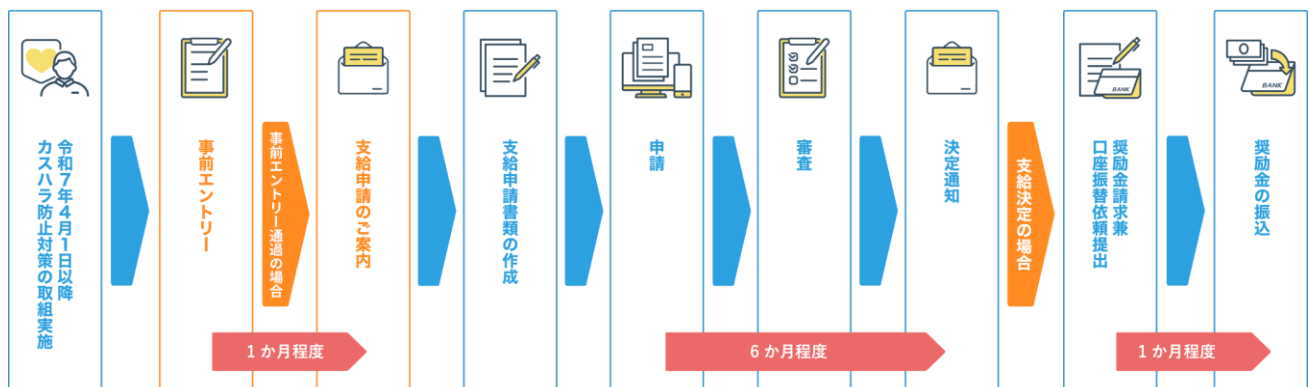 令和7年4月1日以降
カスハラ防止対策の取組実施
事前エントリー
事前エントリー通過の場合
支給申請のご案内
支給申請書類の作成
申請
審査
決定通知
支給決定の場合
奨励金請求兼
口座振替依頼提出
BANK
奨励金の振込
BANK
1か月程度
6か月程度
1か月程度